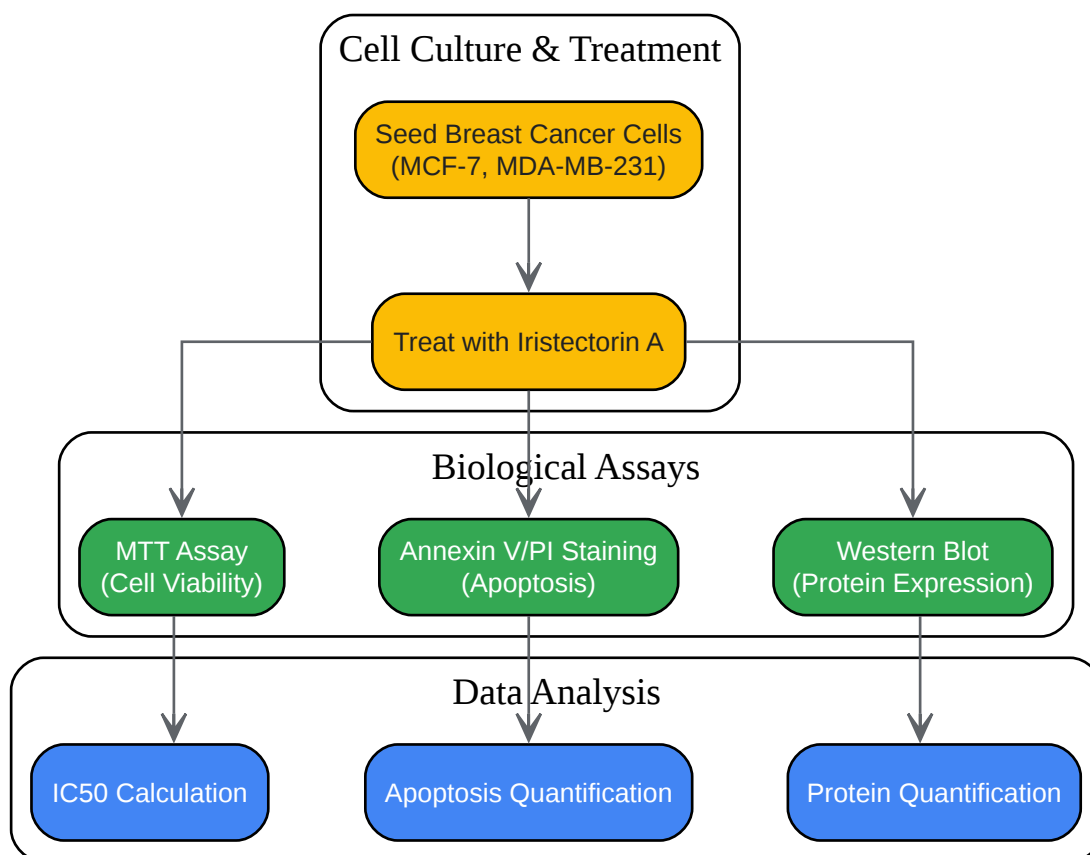 Cell Culture & Treatment
Seed Breast Cancer Cells
(MCF-7, MDA-MB-231)
Treat with Iristectorin A
Biological Assays
MTT Assay
(Cell Viability)
Annexin V/PI Staining
(Apoptosis)
Western Blot
(Protein Expression)
Data Analysis
IC50 Calculation
Apoptosis Quantification
Protein Quantification